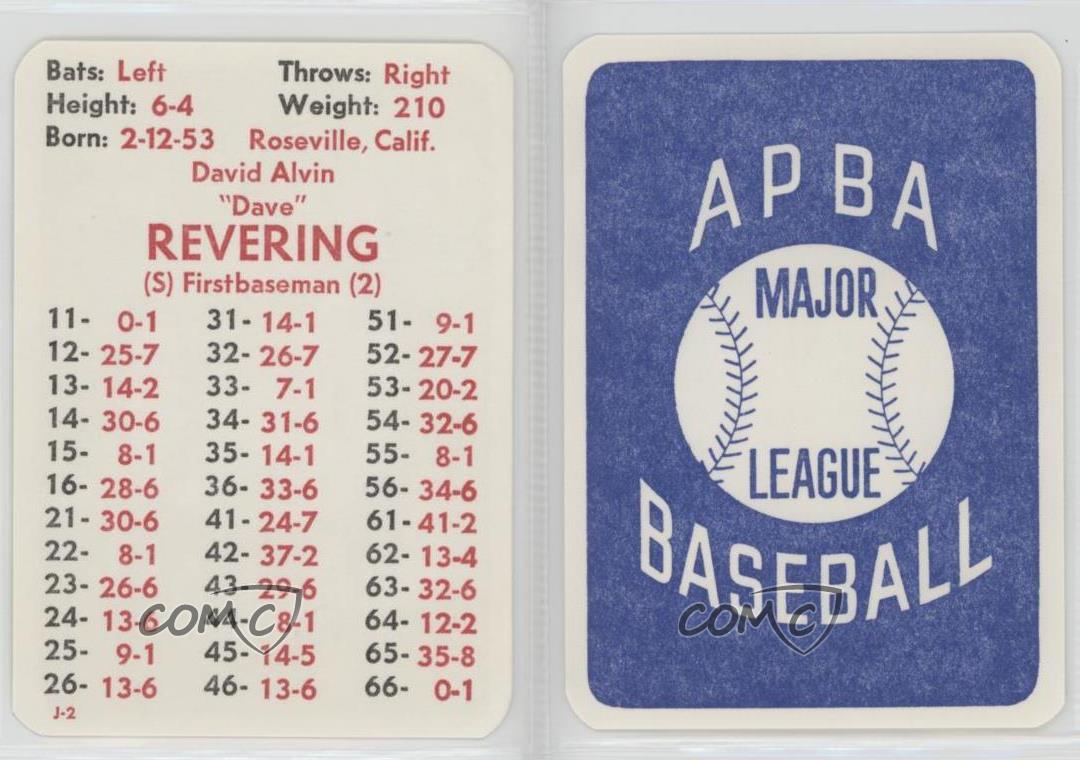 Bats: Left Throws: Right
Height: 6-4 Weight: 210
Born: 2-12-53 Roseville, Calif.
David Alvin
"Dave"
REVERING
(S) Firstbaseman (2)
11- 0-1 31- 14-1 51- 9-1
12- 25-7 32- 26-7 52- 27-7
13- 14-2 33- 7-1 53- 20-2
14- 30-6 34- 31-6 54- 32-6
15- 8-1 35- 14-1 55- 8-1
16- 28-6 36- 33-6 56- 34-6
21- 30-6 41- 24-7 61- 41-2
22- 8-1 42- 37-2 62- 13-4
23- 26-6 43- 29-6 63- 32-6
24- 13-6 44- 8-1 64- 12-2
25- 9-1 45- 14-5 65- 35-8
26- 13-6 46- 13-6 66- 0-1
J-2
COMC
APBA
MAJOR
LEAGUE
BASEBALL
COMC